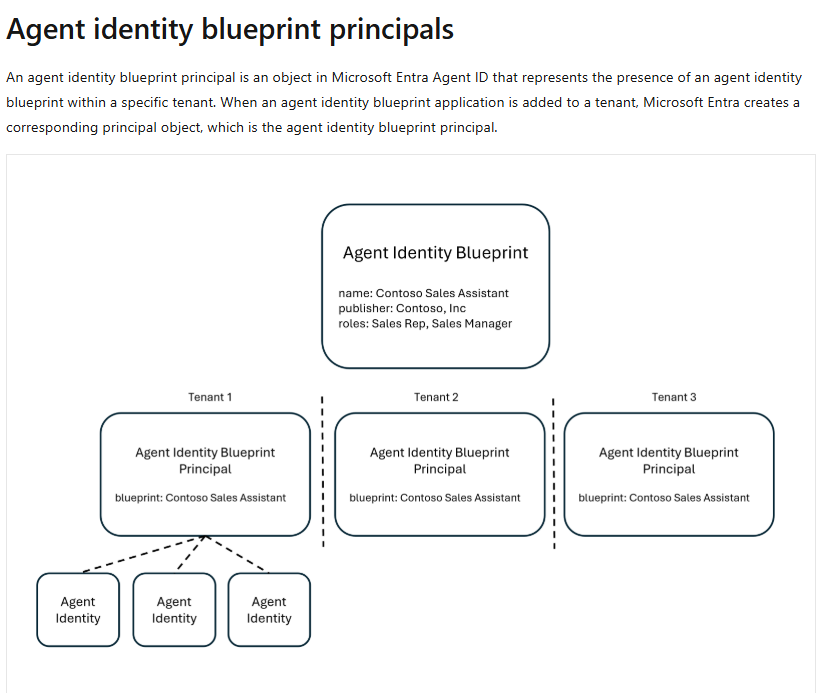 Agent identity blueprint principals
An agent identity blueprint principal is an object in Microsoft Entra Agent ID that represents the presence of an agent identity
blueprint within a specific tenant. When an agent identity blueprint application is added to a tenant, Microsoft Entra creates a
corresponding principal object, which is the agent identity blueprint principal.
Agent Identity Blueprint
name: Contoso Sales Assistant
publisher: Contoso, Inc
roles: Sales Rep, Sales Manager
Tenant 1
Agent Identity Blueprint
Principal
blueprint: Contoso Sales Assistant
Tenant 2
Agent Identity Blueprint
Principal
blueprint: Contoso Sales Assistant
Tenant 3
Agent Identity Blueprint
Principal
blueprint: Contoso Sales Assistant
Agent
Identity
Agent
Identity
Agent
Identity